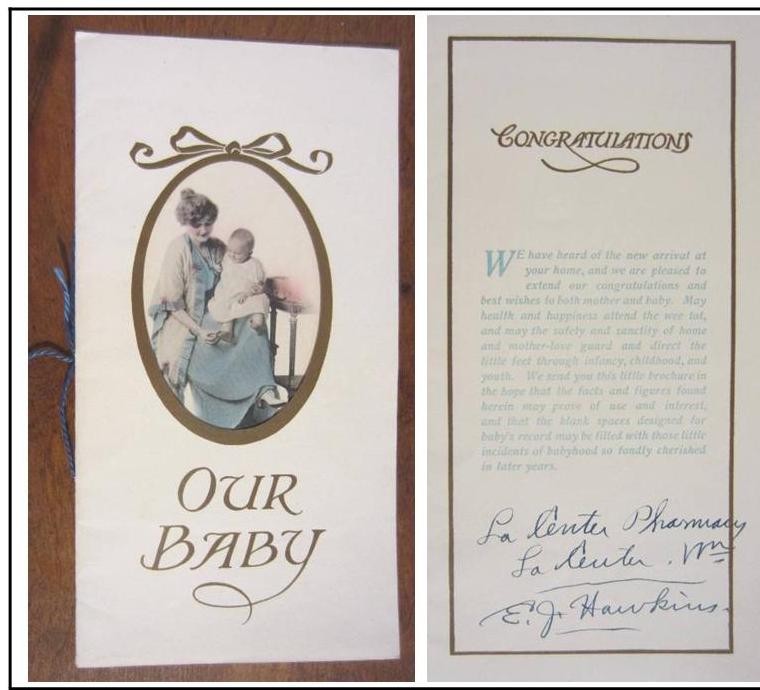 OUR
BABY
CONGRATULATIONS
WE have heard of the new arrival at
your home, and we are pleased to
extend our congratulations and
best wishes to both mother and baby. May
health and happiness attend the wee tot,
and may the safety and sanctity of home
and mother-love guard and direct the
little feet through infancy, childhood, and
youth. We send you this little brochure in
the hope that the facts and figures found
herein may prove of use and interest,
and that the blank spaces designed for
baby's record may be filled with those little
incidents of babyhood so fondly cherished
in later years.
La Center Pharmacy
La Center. Wn
E. J. Hawkins.